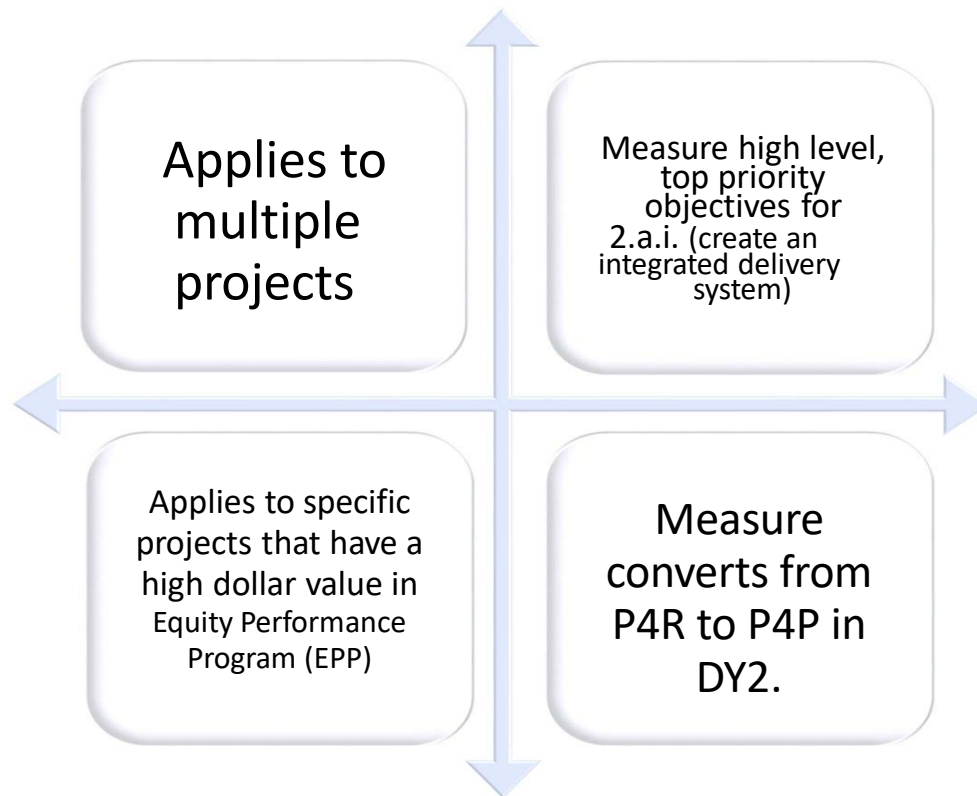 Applies to
multiple
projects
Measure high level,
top priority
objectives for
2.a.i. (create an
integrated delivery
system)
Applies to specific
projects that have a
high dollar value in
Equity Performance
Program (EPP)
Measure
converts from
P4R to P4P in
DY2.